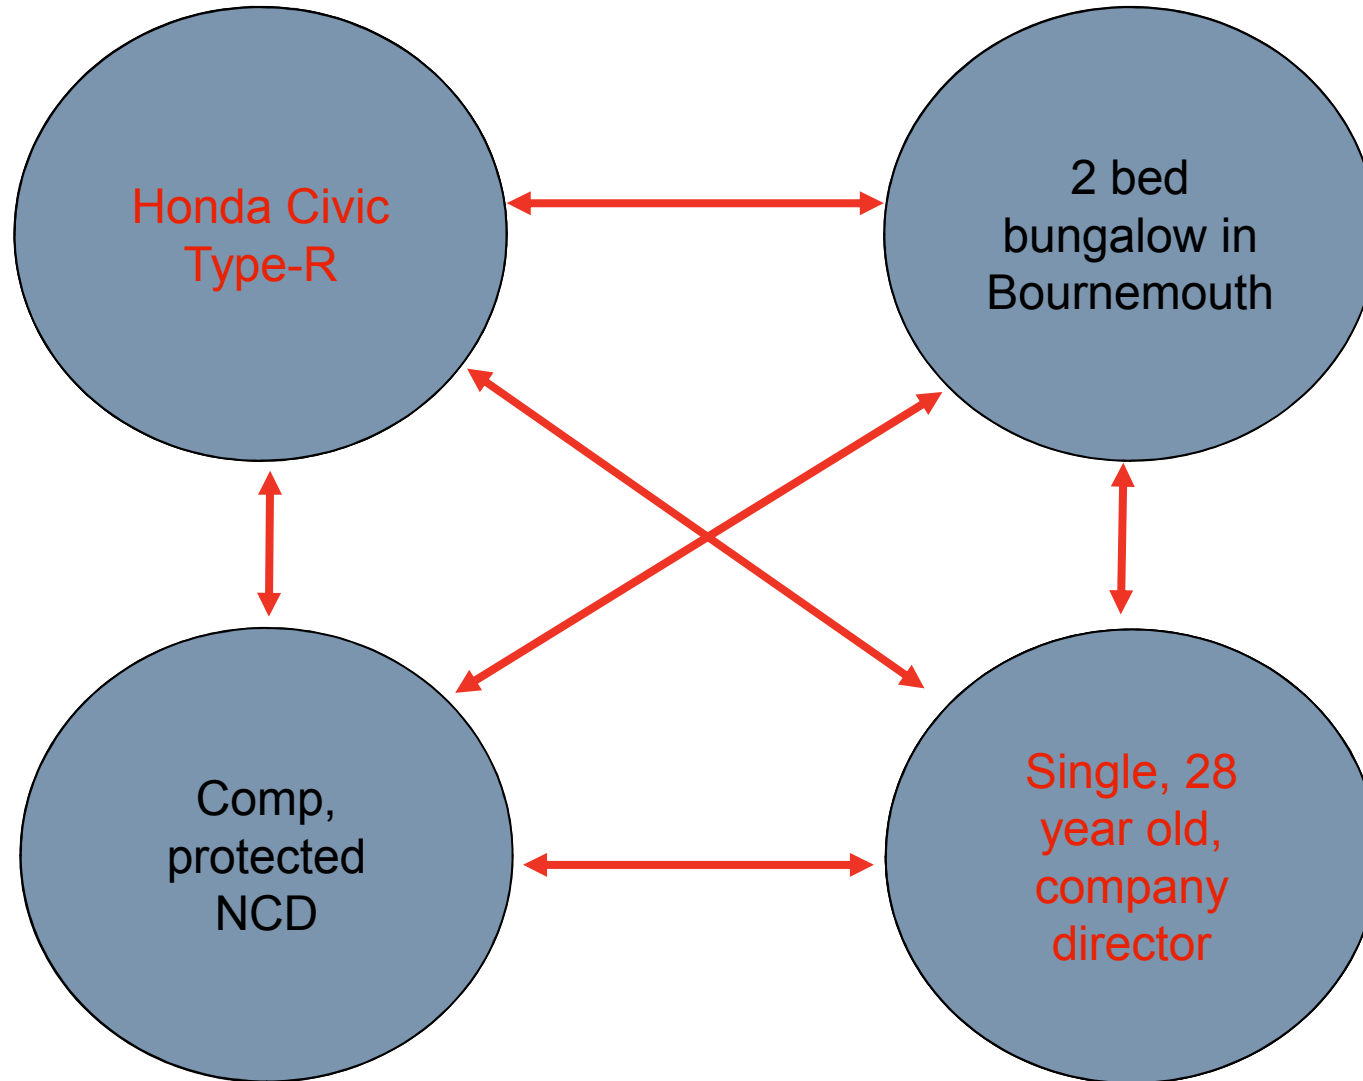 Honda Civic
Type-R
2 bed
bungalow in
Bournemouth
Comp,
protected
NCD
Single, 28
year old,
company
director